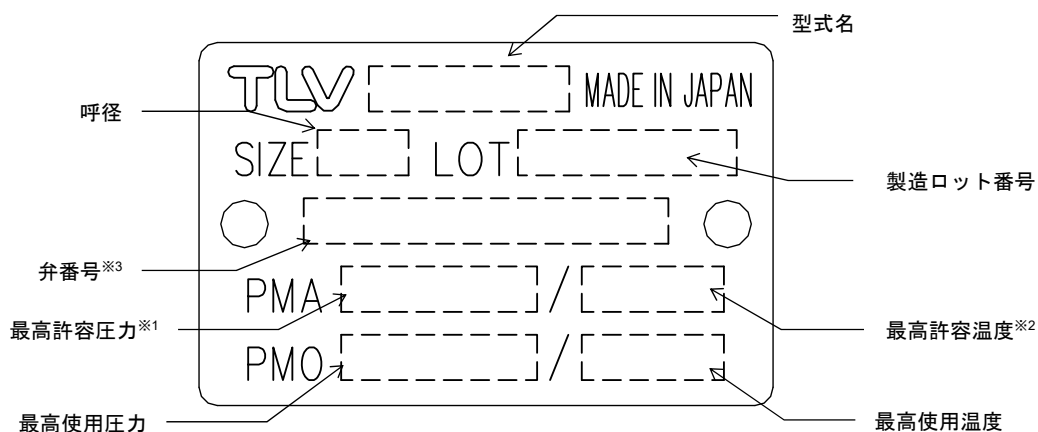 型式名
TLV MADE IN JAPAN
呼径
SIZE LOT
製造ロット番号
弁番号※3
PMA /
最高許容圧力※1
最高許容温度※2
PMO /
最高使用圧力
最高使用温度